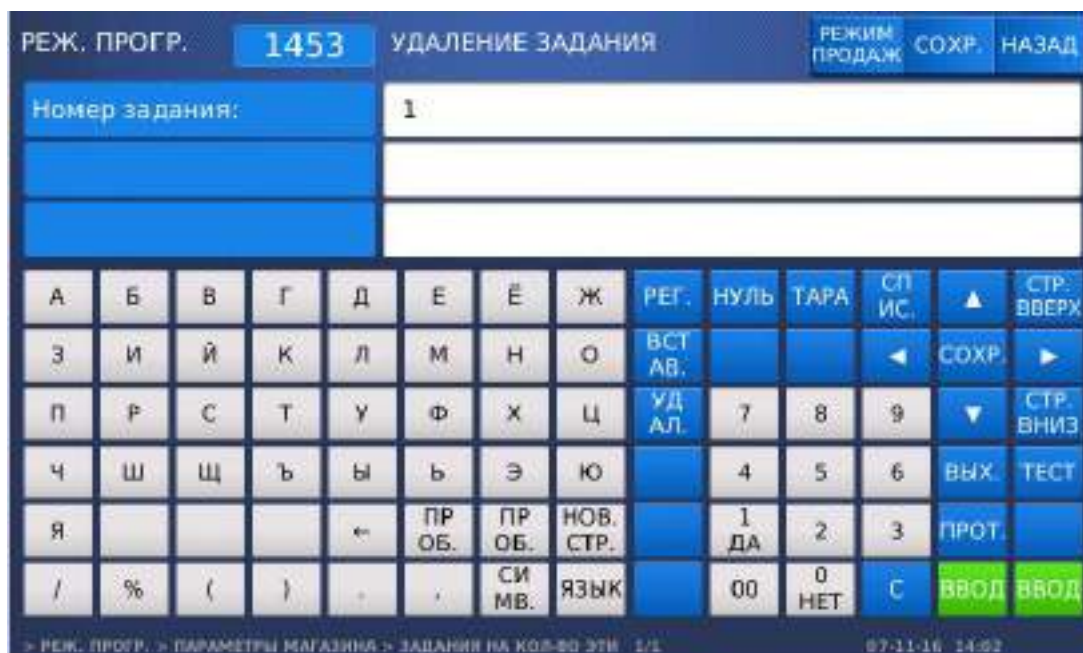 РЕЖ. ПРОГР. 1453 УДАЛЕНИЕ ЗАДАНИЯ РЕЖИМ ПРОДАЖ СОХР. НАЗАД
Номер задания: 1
А Б В Г Д Е Ё Ж РЕГ. НУЛЬ ТАРА СП ИС. ▲ СТР. ВВЕРХ
З И Й К Л М Н О ВСТ АВ. ◄ СОХР. ►
П Р С Т У Ф Х Ц УД АЛ. 7 8 9 ▼ СТР. ВНИЗ
Ч Ш Щ Ъ Ы Ь Э Ю 4 5 6 ВЫХ. ТЕСТ
Я ← ПР ОБ. ПР ОБ. НОВ. СТР. 1 ДА 2 3 ПРОТ.
/ % ( ) . , СИ МВ. ЯЗЫК 00 0 НЕТ С ВВОД ВВОД
> РЕЖ. ПРОГР. > ПАРАМЕТРЫ МАГАЗИНА > ЗАДАНИЯ НА КОЛ-ВО ЭТИ 1/1 07-11-16 14:02